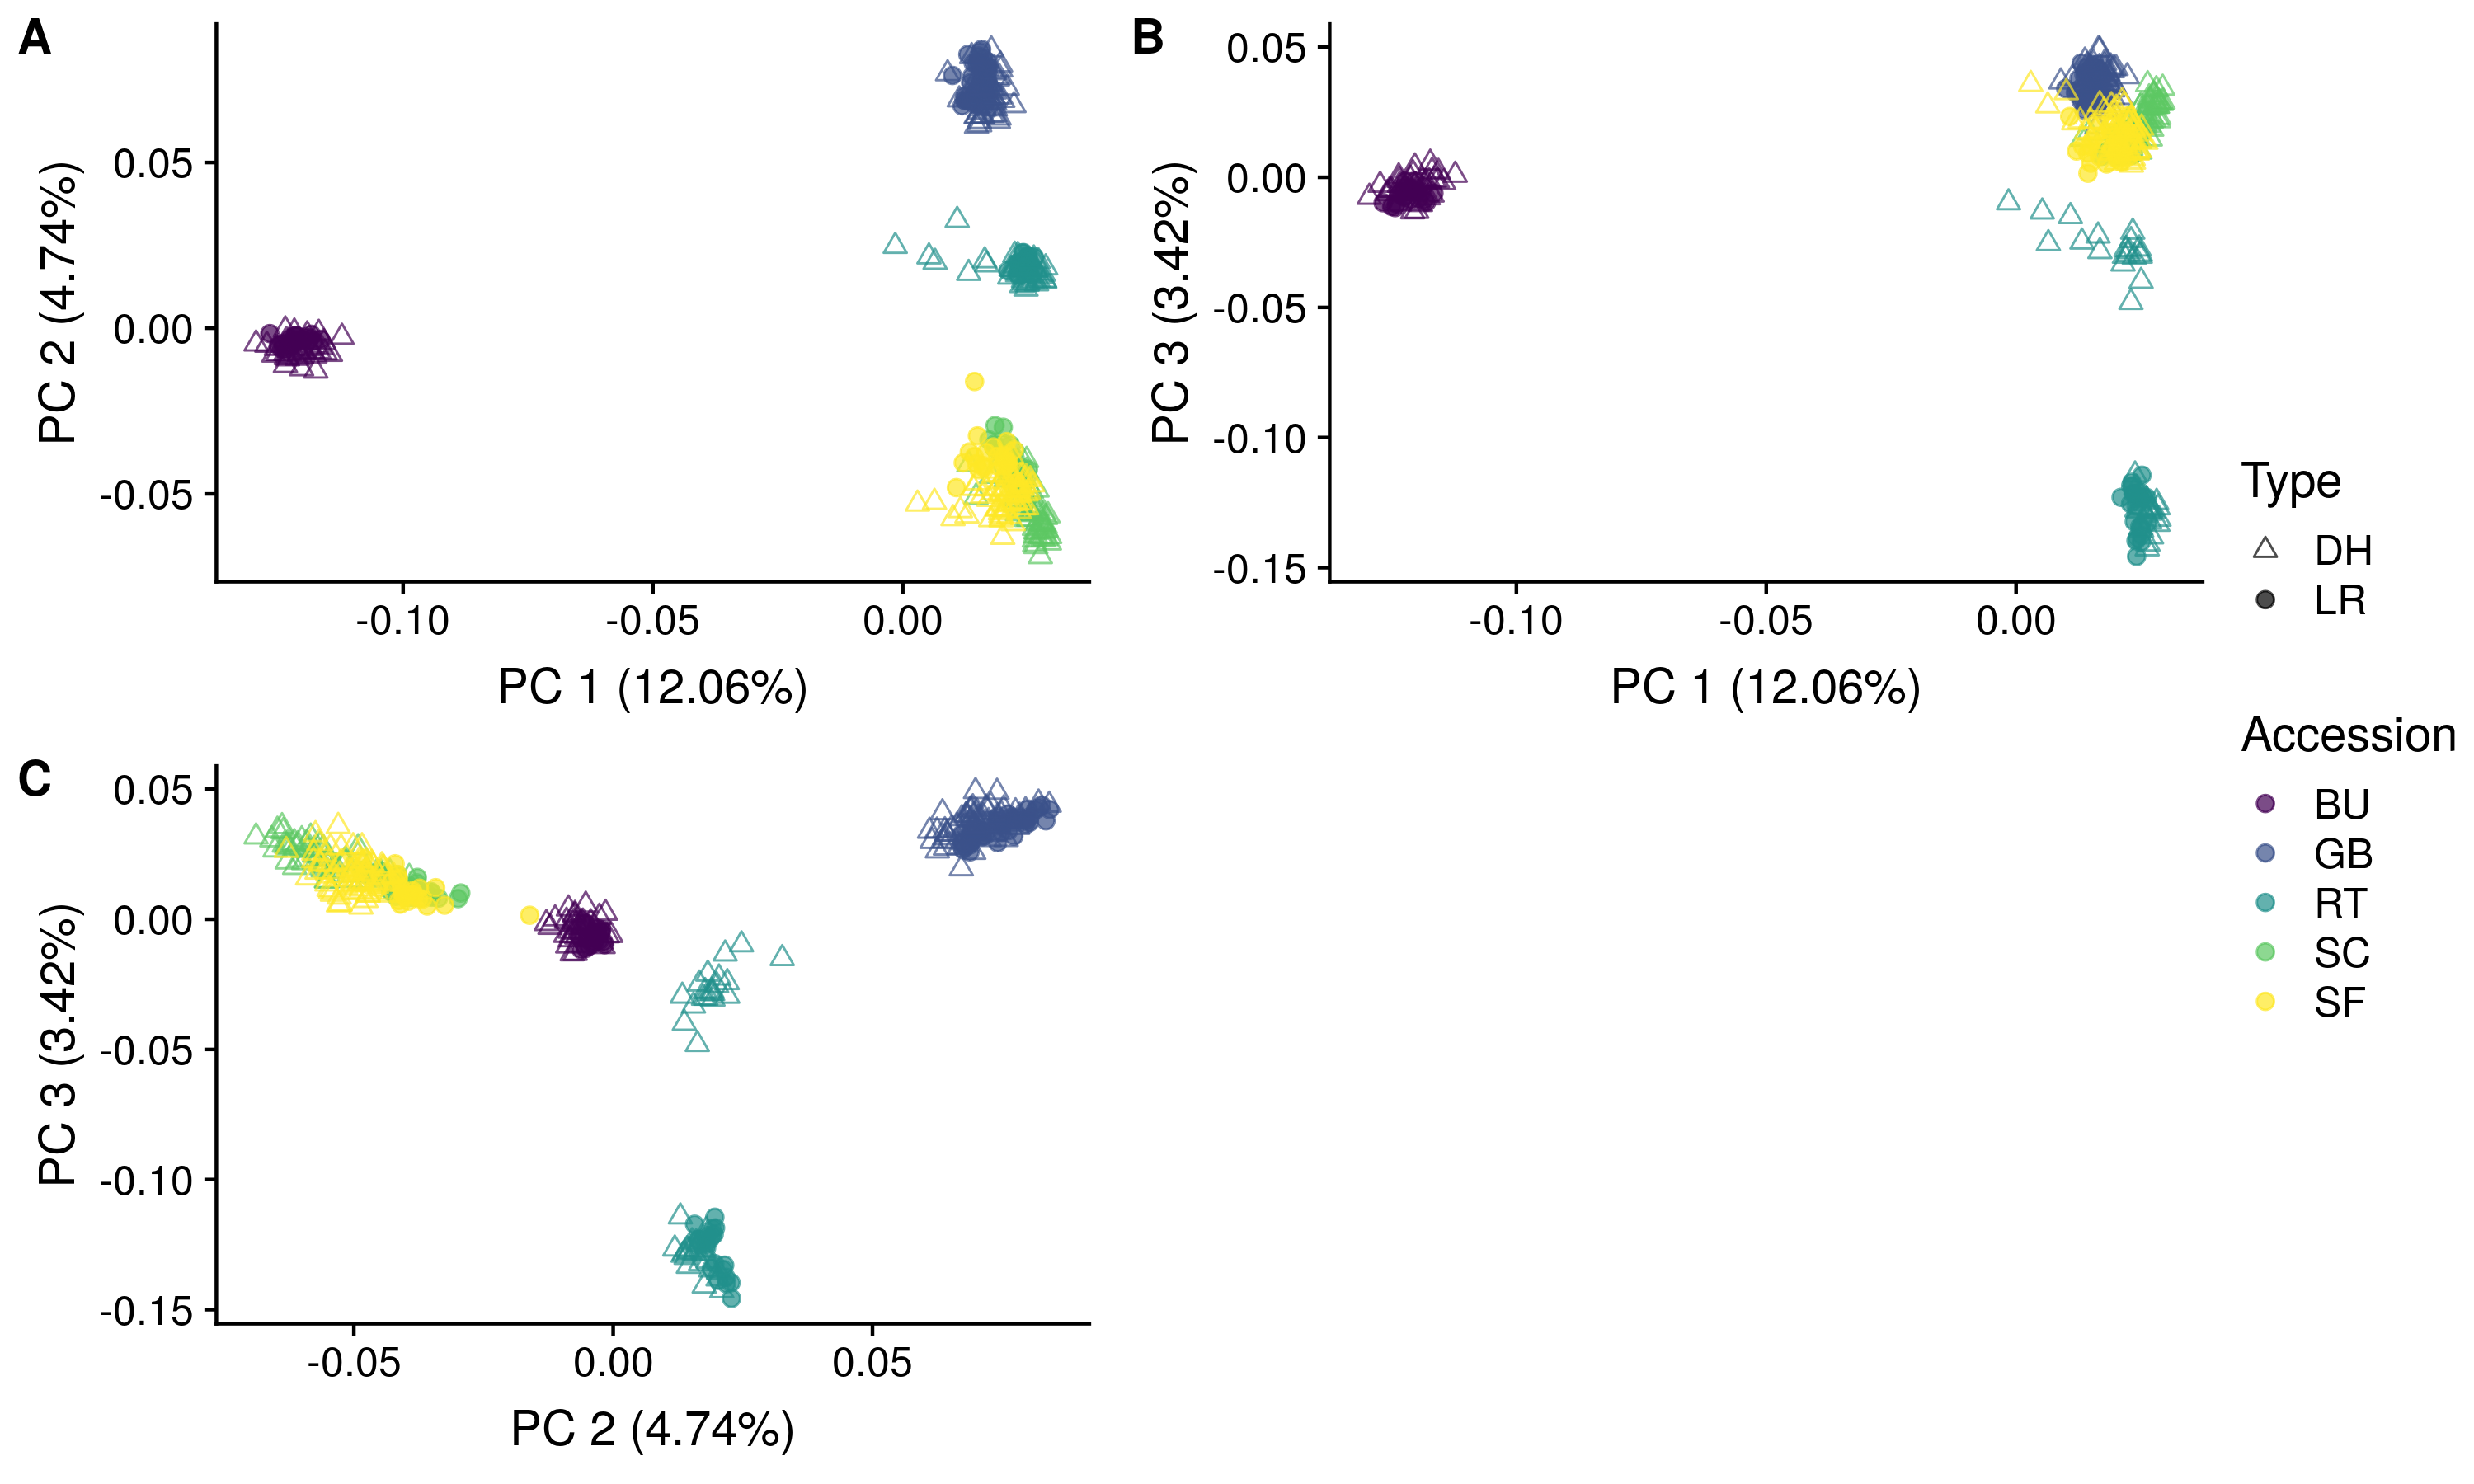 A
0.05
0.00
-0.05
PC 2 (4.74%)
-0.10
-0.05
0.00
PC 1 (12.06%)
B
0.05
0.00
-0.05
-0.10
-0.15
PC 3 (3.42%)
-0.10
-0.05
0.00
PC 1 (12.06%)
Type
DH
LR
Accession
BU
GB
RT
SC
SF
C
0.05
0.00
-0.05
-0.10
-0.15
PC 3 (3.42%)
-0.05
0.00
0.05
PC 2 (4.74%)